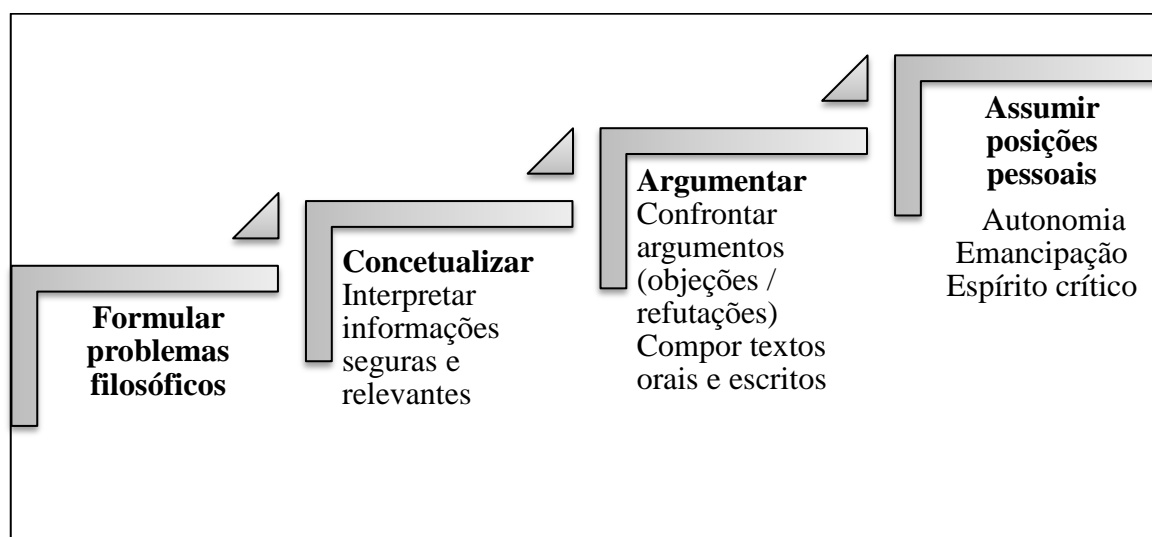 Formular
problemas
filosóficos
Concetualizar
Interpretar
informações
seguras e
relevantes
Argumentar
Confrontar
argumentos
(objeções /
refutações)
Compor textos
orais e escritos
Assumir
posições
pessoais
Autonomia
Emancipação
Espírito crítico